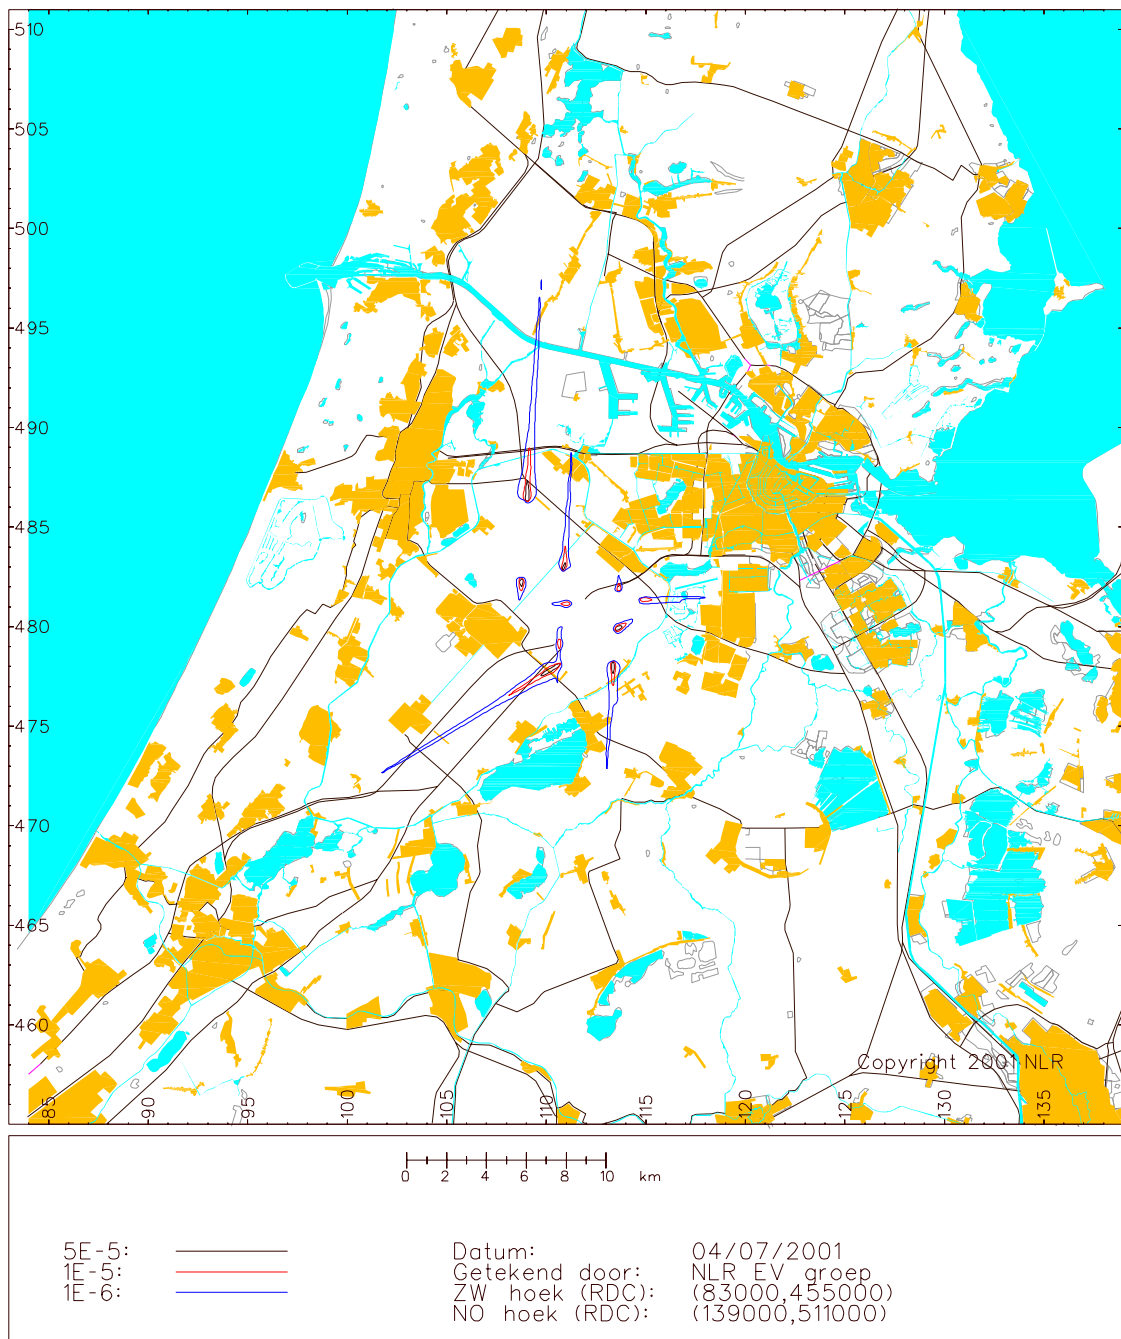 510
505
500
495
490
485
480
475
470
465
460
Copyright 2001 NLR
85 90 95 100 105 110 115 120 125 130 135
0 2 4 6 8 10 km
5E-5: Datum: 04/07/2001
1E-5: Getekend door: NLR EV groep
1E-6: ZW hoek (RDC): (83000,455000)
NO hoek (RDC): (139000,511000)